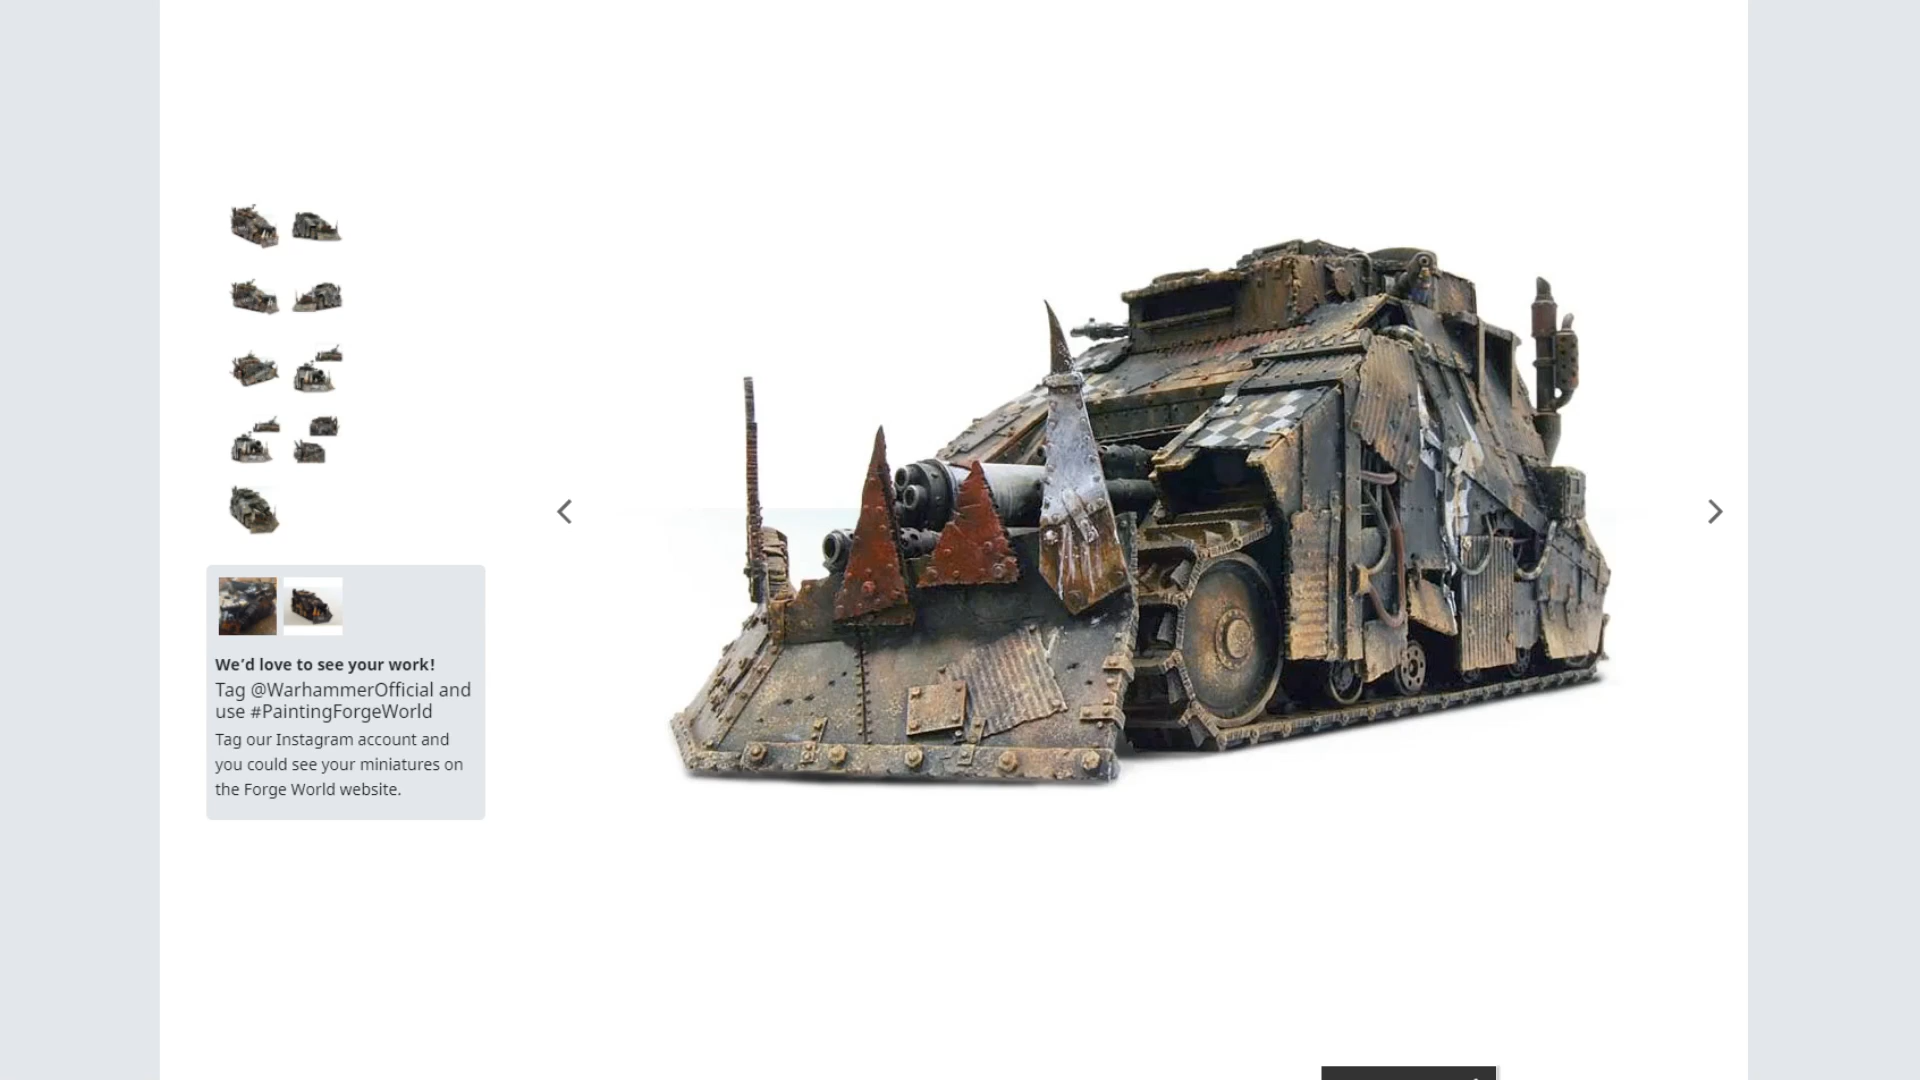 We’d love to see your work!
Tag @WarhammerOfficial and
use #PaintingForgeWorld
Tag our Instagram account and
you could see your miniatures on
the Forge World website.